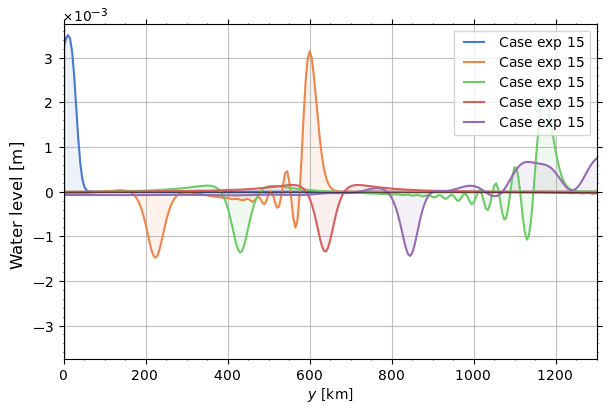 ×10⁻³
Case exp 15
Case exp 15
Case exp 15
Case exp 15
Case exp 15
3
2
1
0
−1
−2
−3
Water level [m]
0 200 400 600 800 1000 1200
y [km]